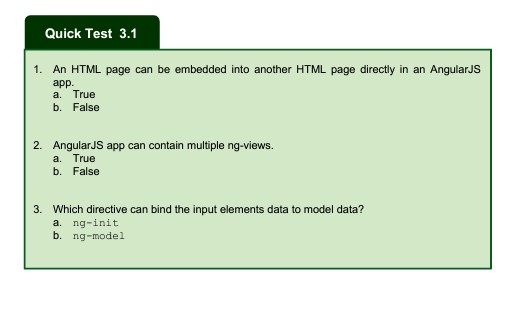 Quick Test 3.1
1. An HTML page can be embedded into another HTML page directly in an AngularJS
app.
a. True
b. False
2. AngularJS app can contain multiple ng-views.
a. True
b. False
3. Which directive can bind the input elements data to model data?
a. ng-init
b. ng-model